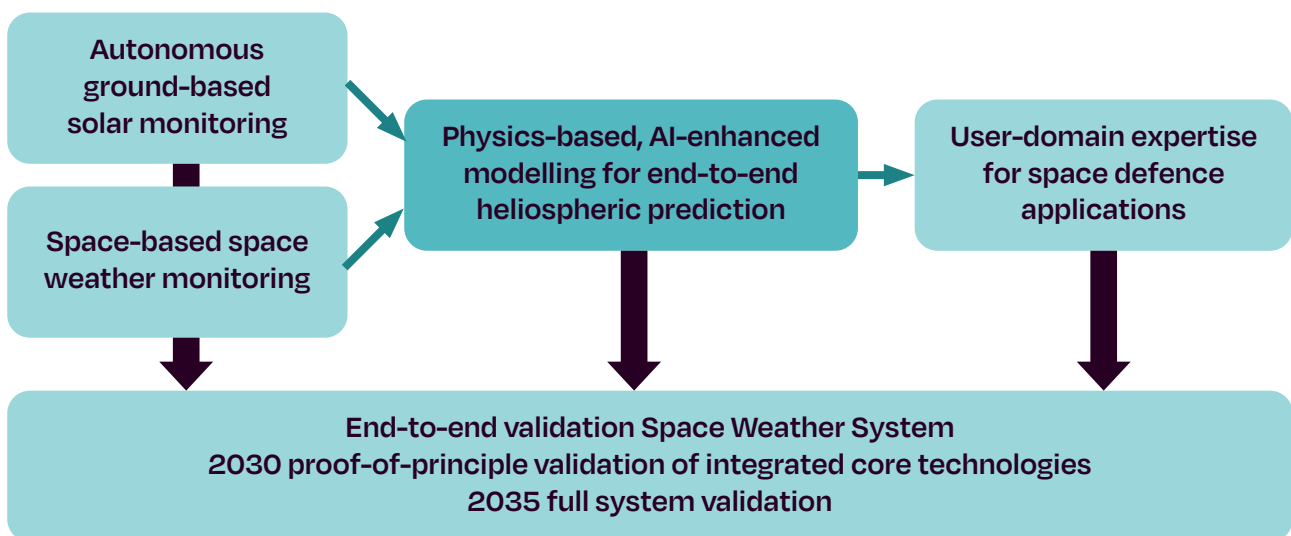 Autonomous
ground-based
solar monitoring
Space-based space
weather monitoring
Physics-based, AI-enhanced
modelling for end-to-end
heliospheric prediction
User-domain expertise
for space defence
applications
End-to-end validation Space Weather System
2030 proof-of-principle validation of integrated core technologies
2035 full system validation